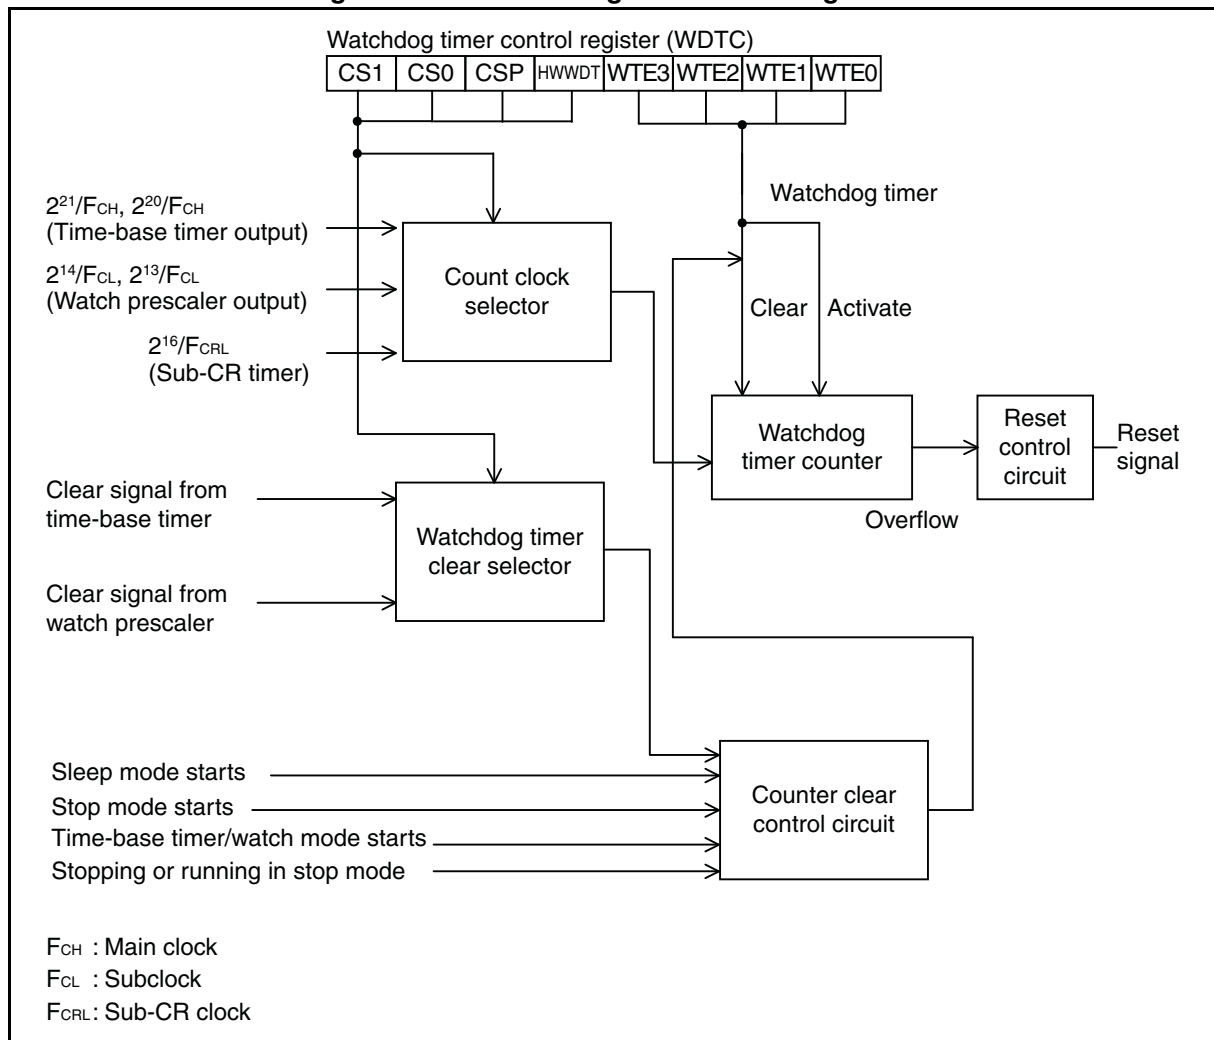 Watchdog timer control register (WDTC)
CS1 CS0 CSP HWWDT WTE3 WTE2 WTE1 WTE0
Watchdog timer
2²¹/FCH, 2²⁰/FCH
(Time-base timer output)
2¹⁴/FCL, 2¹³/FCL
(Watch prescaler output)
2¹⁶/FCRL
(Sub-CR timer)
Count clock
selector
Clear Activate
Watchdog
timer counter
Reset
control
circuit
Reset
signal
Overflow
Clear signal from
time-base timer
Clear signal from
watch prescaler
Watchdog timer
clear selector
Sleep mode starts
Stop mode starts
Time-base timer/watch mode starts
Stopping or running in stop mode
Counter clear
control circuit
FCH : Main clock
FCL : Subclock
FCRL : Sub-CR clock